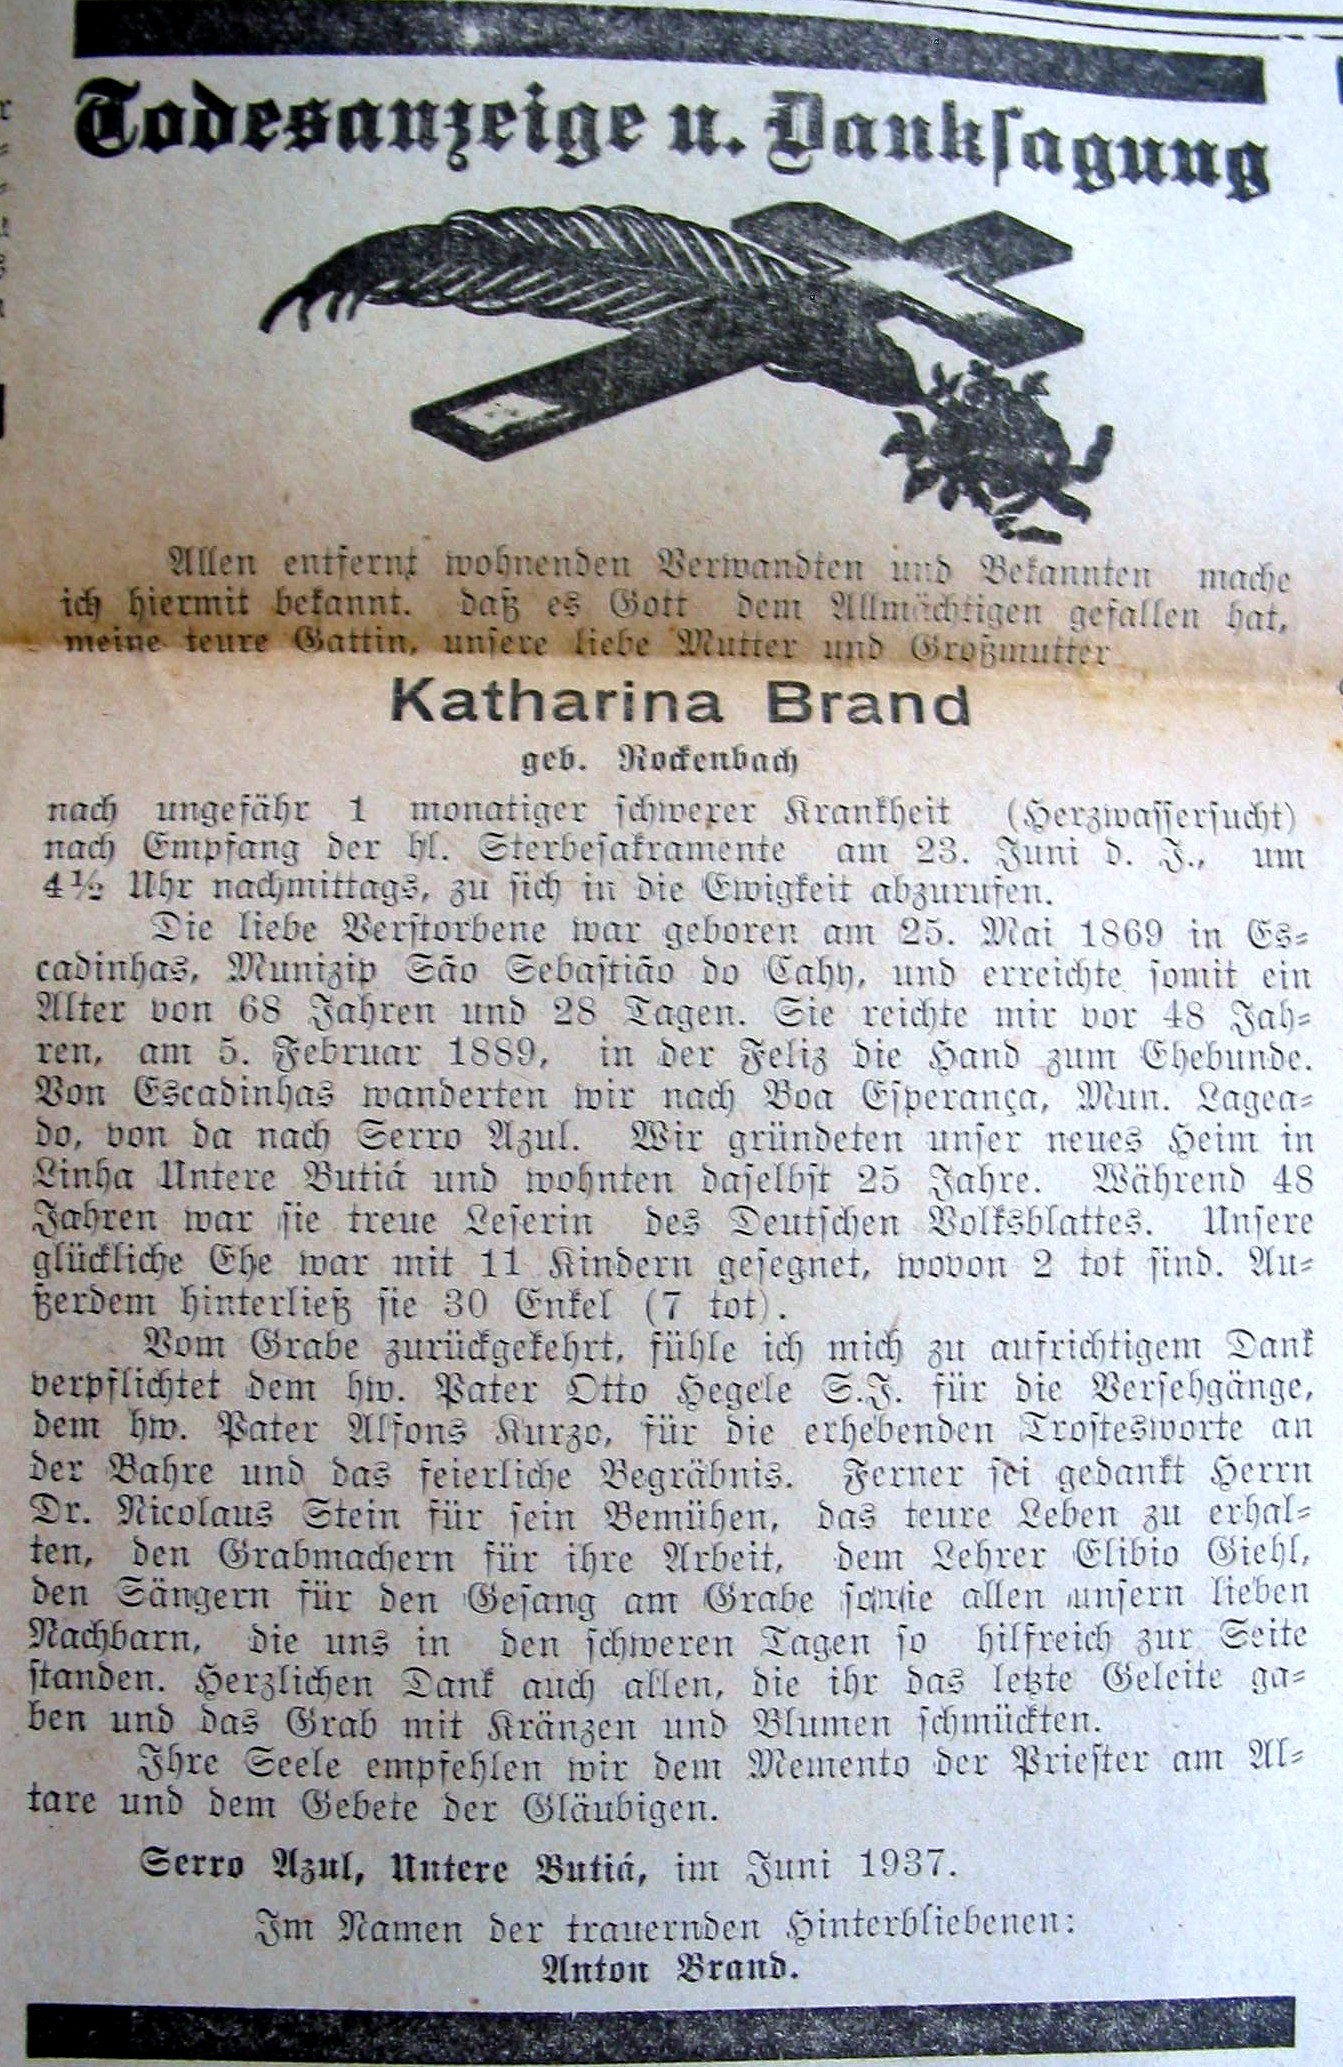 Todesanzeige u. Danksagung
Allen entfernt wohnenden Verwandten und Bekannten mache
ich hiermit bekannt. daß es Gott dem Allmächtigen gefallen hat,
meine teure Gattin, unsere liebe Mutter und Großmutter
Katharina Brand
geb. Rockenbach
nach ungefähr 1 monatiger schwerer Krankheit (Herzwassersucht)
nach Empfang der hl. Sterbesakramente am 23. Juni d. J., um
4½ Uhr nachmittags, zu sich in die Ewigkeit abzurufen.
Die liebe Verstorbene war geboren am 25. Mai 1869 in Es-
cadinhas, Munizip São Sebastião do Cahy, und erreichte somit ein
Alter von 68 Jahren und 28 Tagen. Sie reichte mir vor 48 Jah-
ren, am 5. Februar 1889, in der Feliz die Hand zum Ehebunde.
Von Escadinhas wanderten wir nach Boa Esperança, Mun. Lagea-
do, von da nach Serro Azul. Wir gründeten unser neues Heim in
Linha Untere Butiá und wohnten daselbst 25 Jahre. Während 48
Jahren war sie treue Leserin des Deutschen Volksblattes. Unsere
glückliche Ehe war mit 11 Kindern gesegnet, wovon 2 tot sind. Au-
ßerdem hinterließ sie 30 Enkel (7 tot).
Vom Grabe zurückgekehrt, fühle ich mich zu aufrichtigem Dank
verpflichtet dem hw. Pater Otto Hegele S.J. für die Versehgänge,
dem hw. Pater Alfons Kurzo, für die erhebenden Trostesworte an
der Bahre und das feierliche Begräbnis. Ferner sei gedankt Herrn
Dr. Nicolaus Stein für sein Bemühen, das teure Leben zu erhal-
ten, den Grabmachern für ihre Arbeit, dem Lehrer Elibio Giehl,
den Sängern für den Gesang am Grabe sowie allen unsern lieben
Nachbarn, die uns in den schweren Tagen so hilfreich zur Seite
standen. Herzlichen Dank auch allen, die ihr das letzte Geleite ga-
ben und das Grab mit Kränzen und Blumen schmückten.
Ihre Seele empfehlen wir dem Memento der Priester am Al-
tare und dem Gebete der Gläubigen.
Serro Azul, Untere Butiá, im Juni 1937.
Im Namen der trauernden Hinterbliebenen:
Anton Brand.